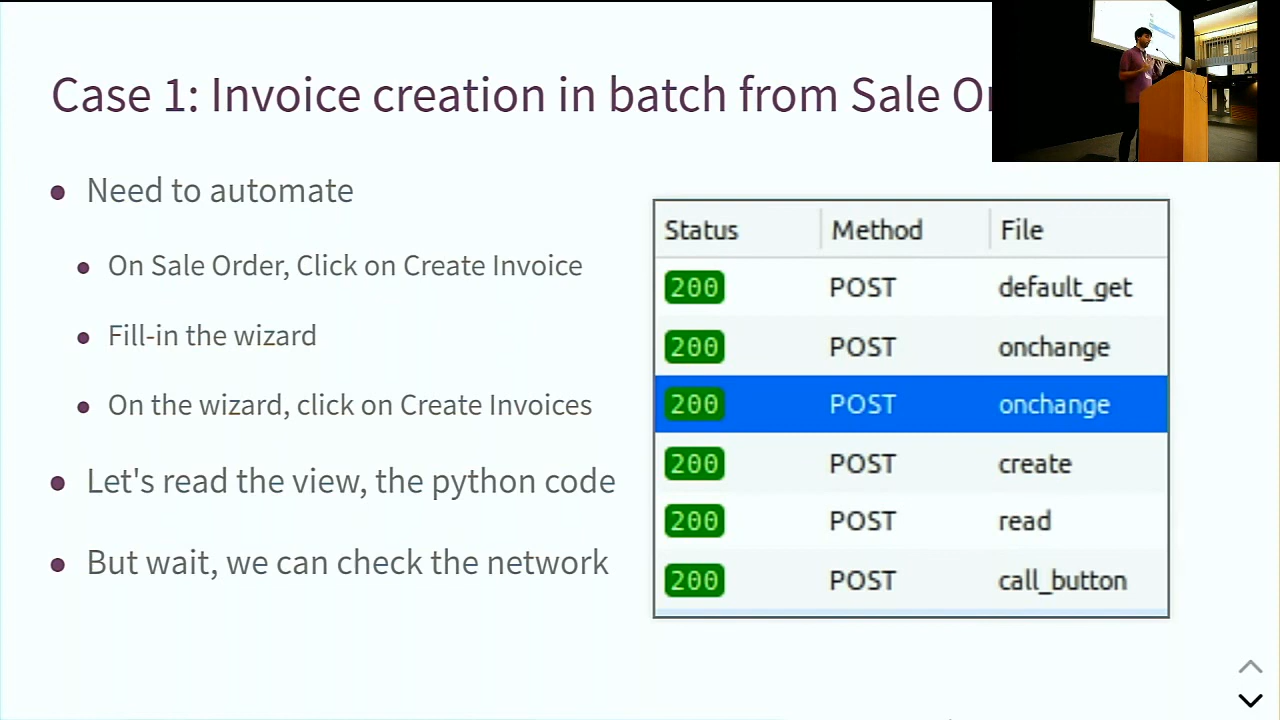 Case 1: Invoice creation in batch from Sale
Need to automate
On Sale Order, Click on Create Invoice
Fill-in the wizard
On the wizard, click on Create Invoices
Let's read the view, the python code
But wait, we can check the network
Status Method File
200 POST default_get
200 POST onchange
200 POST onchange
200 POST create
200 POST read
200 POST call_button